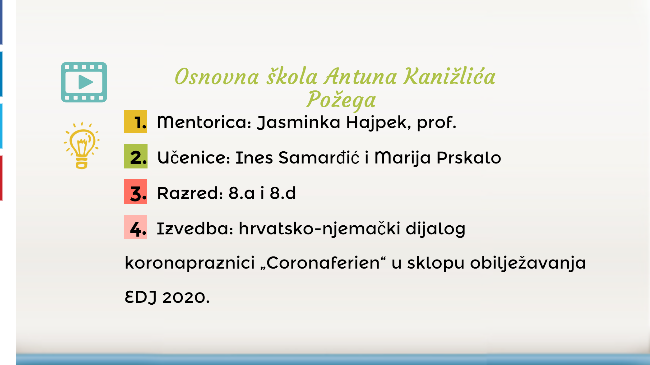 Osnovna škola Antuna Kanižlića
Požega
1. Mentorica: Jasminka Hajpek, prof.
2. Učenice: Ines Samarđić i Marija Prskalo
3. Razred: 8.a i 8.d
4. Izvedba: hrvatsko-njemački dijalog
koronapraznici „Coronaferien“ u sklopu obilježavanja
EDJ 2020.